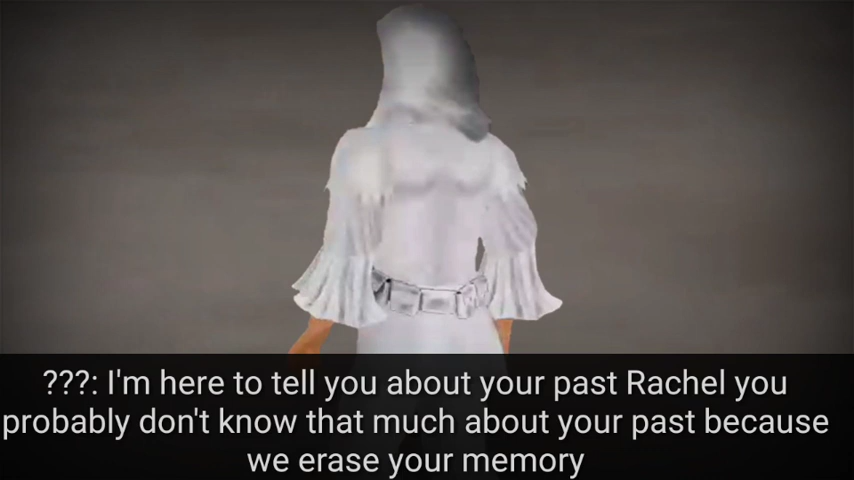 ???: I'm here to tell you about your past Rachel you
probably don't know that much about your past because
we erase your memory